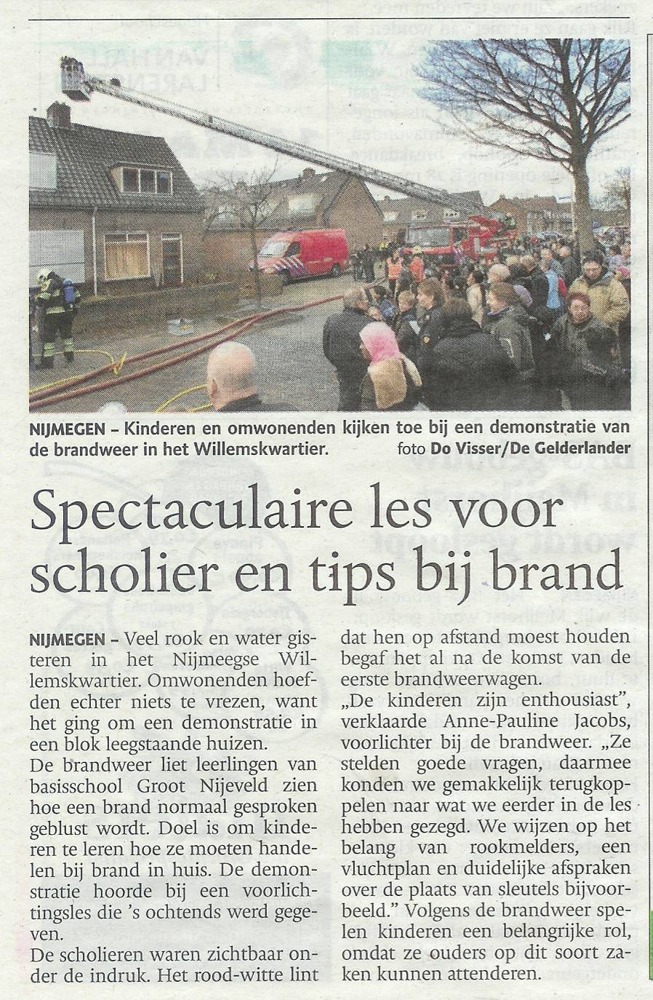 NIJMEGEN – Kinderen en omwonenden kijken toe bij een demonstratie van
de brandweer in het Willemskwartier. foto Do Visser/De Gelderlander
Spectaculaire les voor
scholier en tips bij brand
NIJMEGEN – Veel rook en water gis-
teren in het Nijmeegse Wil-
lemskwartier. Omwonenden hoef-
den echter niets te vrezen, want
het ging om een demonstratie in
een blok leegstaande huizen.
De brandweer liet leerlingen van
basisschool Groot Nijeveld zien
hoe een brand normaal gesproken
geblust wordt. Doel is om kinde-
ren te leren hoe ze moeten hande-
len bij brand in huis. De demon-
stratie hoorde bij een voorlich-
tingsles die ’s ochtends werd gege-
ven.
De scholieren waren zichtbaar on-
der de indruk. Het rood-witte lint
dat hen op afstand moest houden
begaf het al na de komst van de
eerste brandweerwagen.
„De kinderen zijn enthousiast”,
verklaarde Anne-Pauline Jacobs,
voorlichter bij de brandweer. „Ze
stelden goede vragen, daarmee
konden we gemakkelijk terugkop-
pelen naar wat we eerder in de les
hebben gezegd. We wijzen op het
belang van rookmelders, een
vluchtplan en duidelijke afspraken
over de plaats van sleutels bijvoor-
beeld.” Volgens de brandweer spe-
len kinderen een belangrijke rol,
omdat ze ouders op dit soort za-
ken kunnen attenderen.